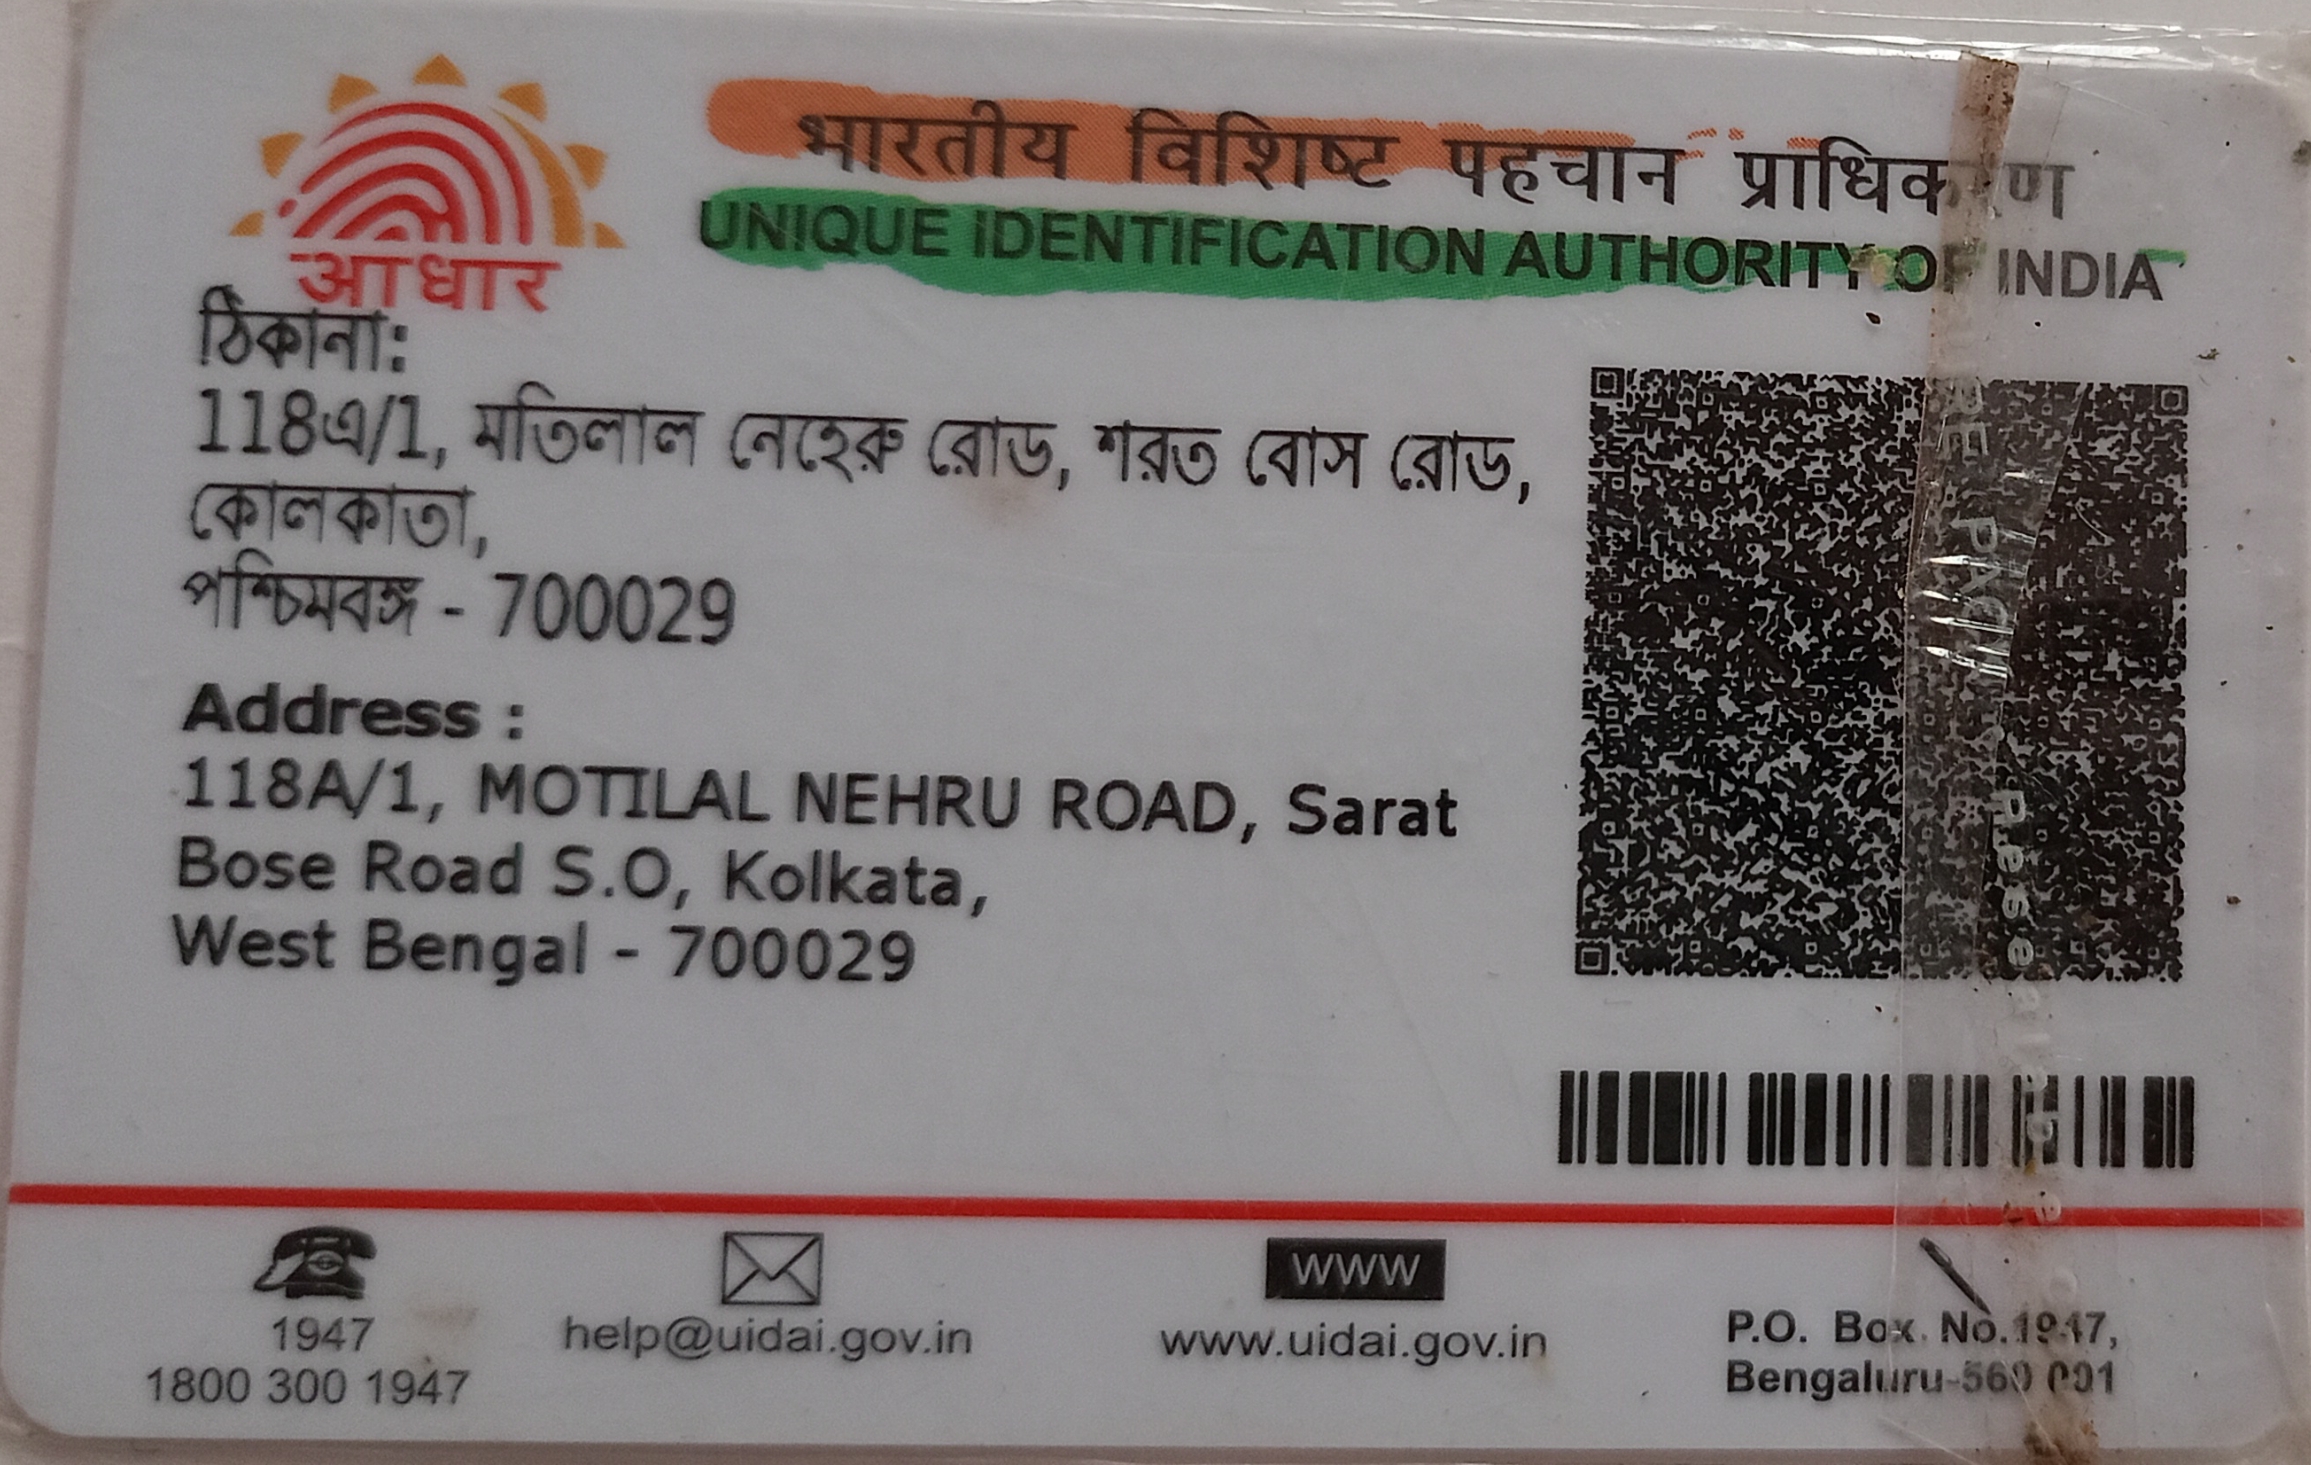 भारतीय विशिष्ट पहचान प्राधिकरण
UNIQUE IDENTIFICATION AUTHORITY OF INDIA
आधार
ঠিকানা:
118এ/1, মতিলাল নেহেরু রোড, শরত বোস রোড,
কোলকাতা,
পশ্চিমবঙ্গ - 700029
Address :
118A/1, MOTILAL NEHRU ROAD, Sarat
Bose Road S.O, Kolkata,
West Bengal - 700029
1947
1800 300 1947
help@uidai.gov.in
WWW
www.uidai.gov.in
P.O. Box. No.1947,
Bengaluru-560 001